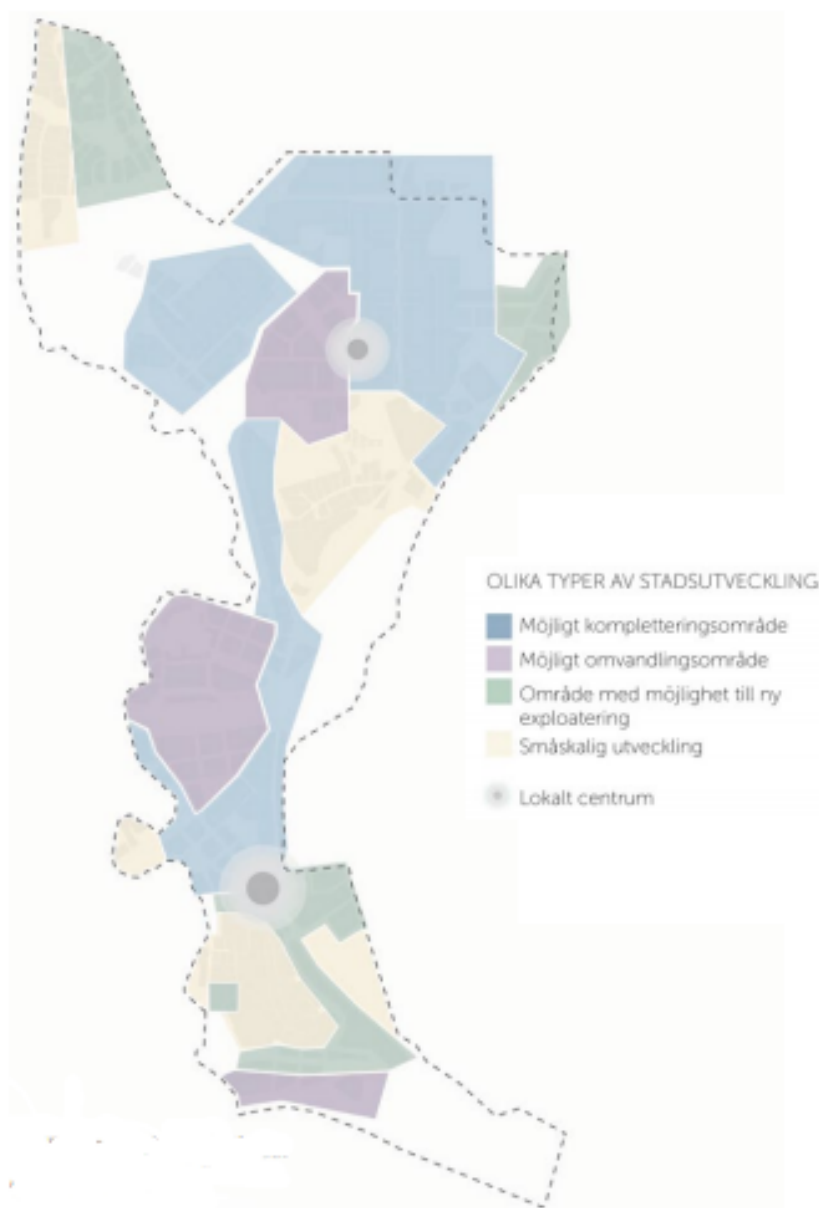 OLIKA TYPER AV STADSUTVECKLING
Möjligt kompletteringsområde
Möjligt omvandlingsområde
Område med möjlighet till ny
exploatering
Småskalig utveckling
Lokalt centrum